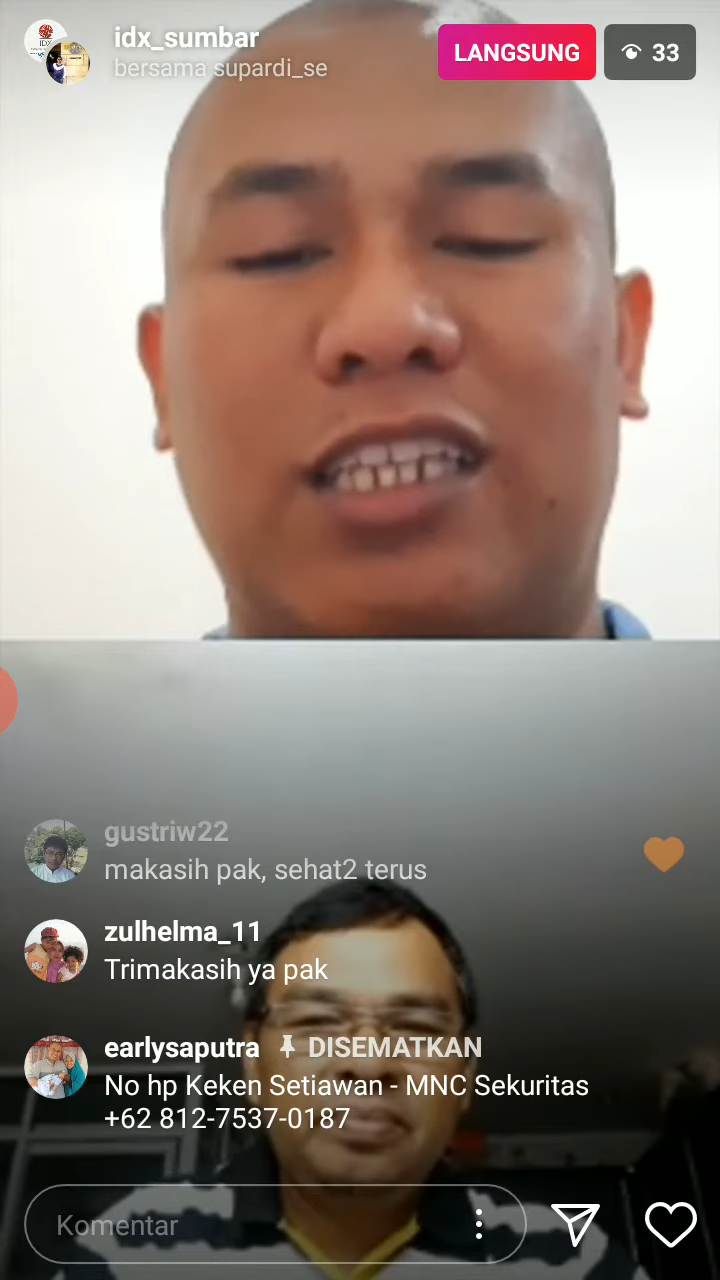 IDX
idx_sumbar
bersama supardi_se
LANGSUNG
33
gustriw22
makasih pak, sehat2 terus
zulhelma_11
Trimakasih ya pak
earlysaputra DISEMATKAN
No hp Keken Setiawan - MNC Sekuritas
+62 812-7537-0187
Komentar